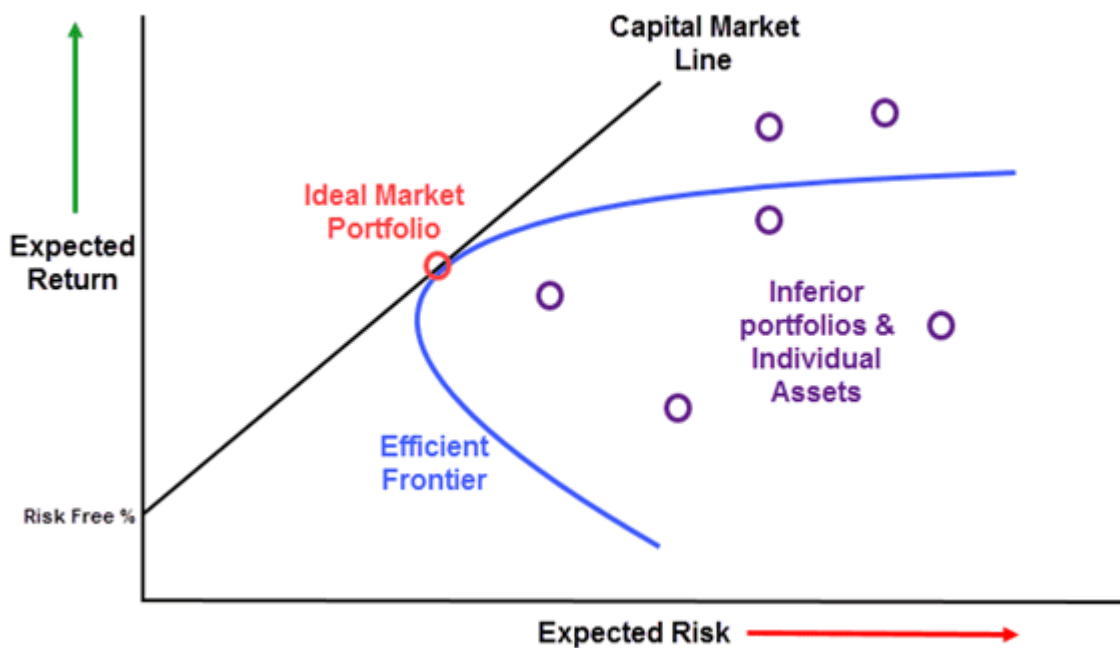 Capital Market
Line
Ideal Market
Portfolio
Expected
Return
Inferior
portfolios &
Individual
Assets
Efficient
Frontier
Risk Free %
Expected Risk